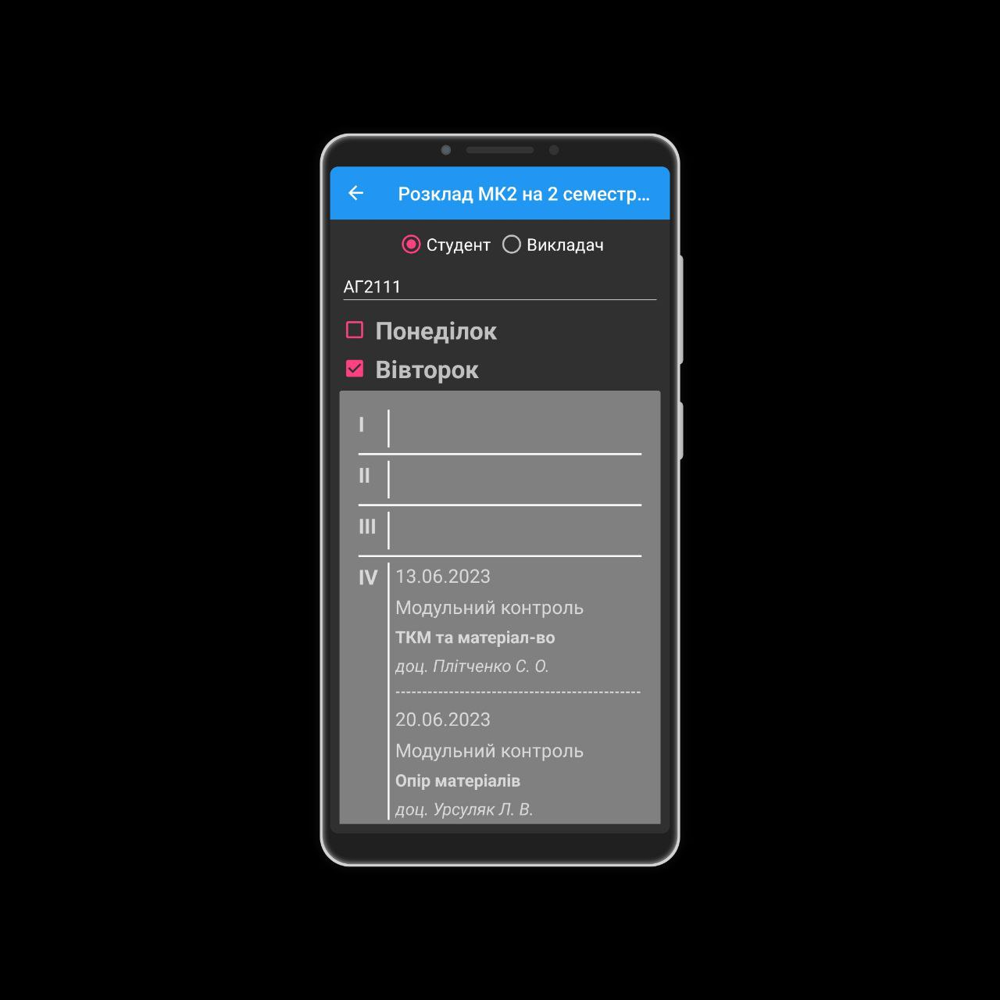 Розклад МК2 на 2 семестр...
Студент Викладач
АГ2111
Понеділок
Вівторок
I
II
III
IV 13.06.2023
Модульний контроль
ТКМ та матеріал-во
доц. Плітченко С. О.
----------------------------------------------
20.06.2023
Модульний контроль
Опір матеріалів
доц. Урсуляк Л. В.